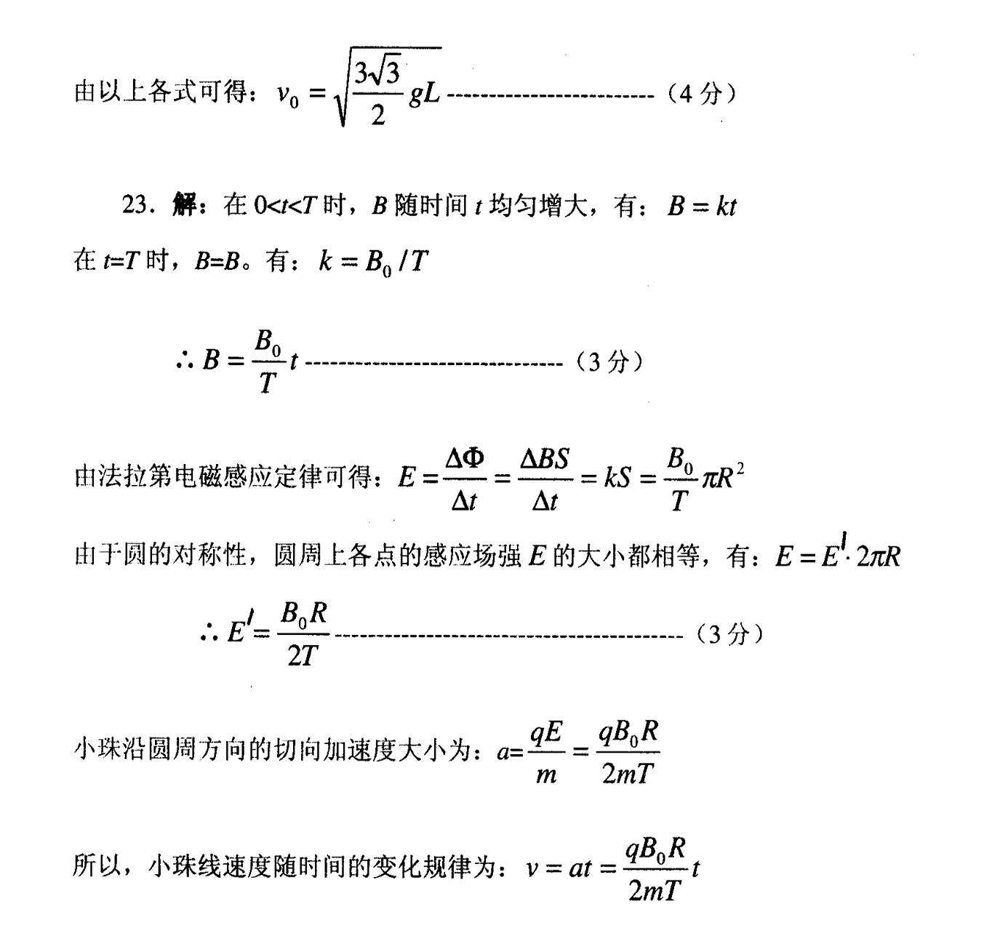 由以上各式可得：v₀ = √(3√3/2 gL) ------------------------（4 分）
23．解：在 0<t<T 时，B 随时间 t 均匀增大，有： B = kt
在 t=T 时，B=B。有： k = B₀ / T
∴ B = B₀/T t ------------------------------（3 分）
由法拉第电磁感应定律可得：E = ΔΦ/Δt = ΔBS/Δt = kS = B₀/T πR²
由于圆的对称性，圆周上各点的感应场强 E 的大小都相等，有：E = E′· 2πR
∴ E′ = B₀R/2T ----------------------------------------（3 分）
小珠沿圆周方向的切向加速度大小为：a= qE/m = qB₀R/2mT
所以，小珠线速度随时间的变化规律为：v = at = qB₀R/2mT t